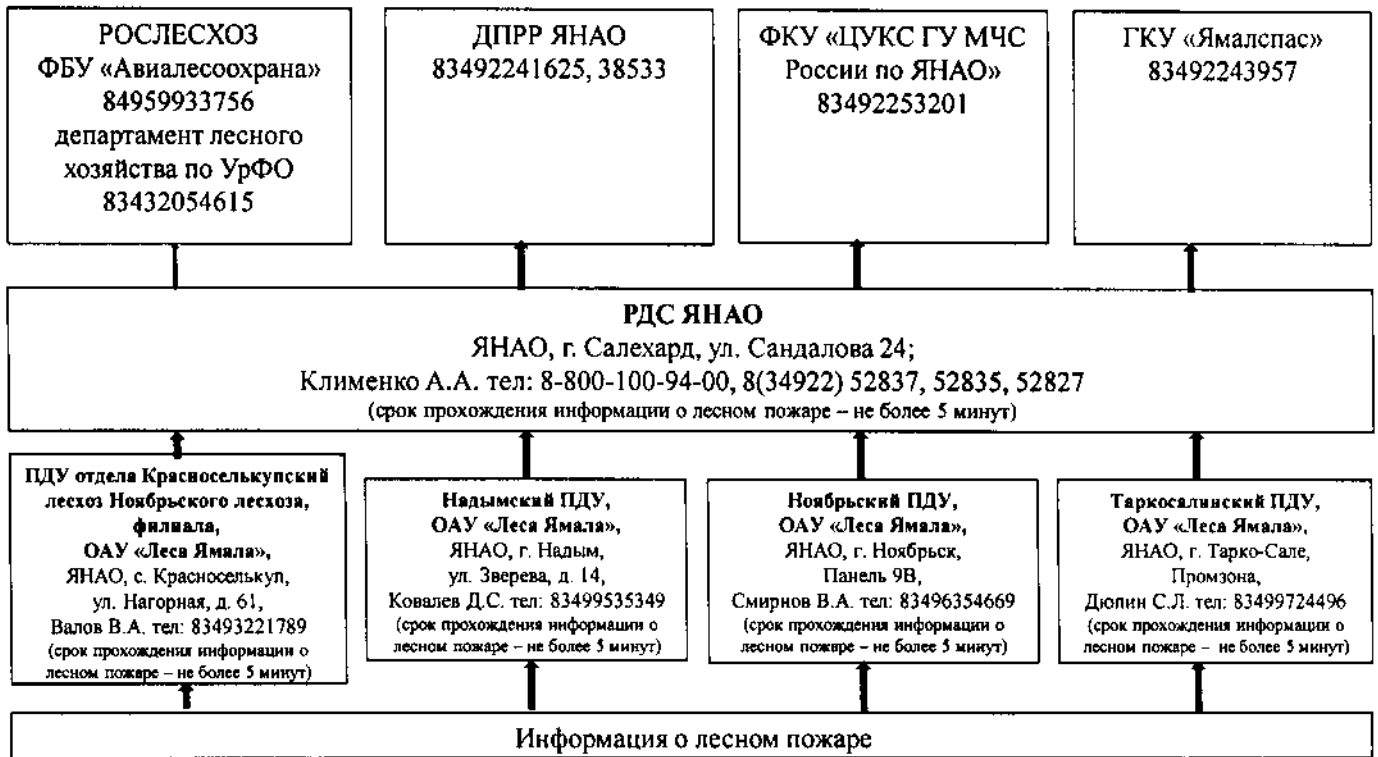 РОСЛЕСХОЗ
ФБУ «Авиалесоохрана»
84959933756
департамент лесного
хозяйства по УрФО
83432054615
ДПРР ЯНАО
83492241625, 38533
ФКУ «ЦУКС ГУ МЧС
России по ЯНАО»
83492253201
ГКУ «Ямалспас»
83492243957
РДС ЯНАО
ЯНАО, г. Салехард, ул. Сандалова 24;
Клименко А.А. тел: 8-800-100-94-00, 8(34922) 52837, 52835, 52827
(срок прохождения информации о лесном пожаре – не более 5 минут)
ПДУ отдела Красноселькупский
лесхоз Ноябрьского лесхоза,
филиала,
ОАУ «Леса Ямала»,
ЯНАО, с. Красноселькуп,
ул. Нагорная, д. 61,
Валов В.А. тел: 83493221789
(срок прохождения информации о
лесном пожаре – не более 5 минут)
Надымский ПДУ,
ОАУ «Леса Ямала»,
ЯНАО, г. Надым,
ул. Зверева, д. 14,
Ковалев Д.С. тел: 83499535349
(срок прохождения информации о
лесном пожаре – не более 5 минут)
Ноябрьский ПДУ,
ОАУ «Леса Ямала»,
ЯНАО, г. Ноябрьск,
Панель 9В,
Смирнов В.А. тел: 83496354669
(срок прохождения информации о
лесном пожаре – не более 5 минут)
Таркосалинский ПДУ,
ОАУ «Леса Ямала»,
ЯНАО, г. Тарко-Сале,
Промзона,
Дюпин С.Л. тел: 83499724496
(срок прохождения информации о
лесном пожаре – не более 5 минут)
Информация о лесном пожаре